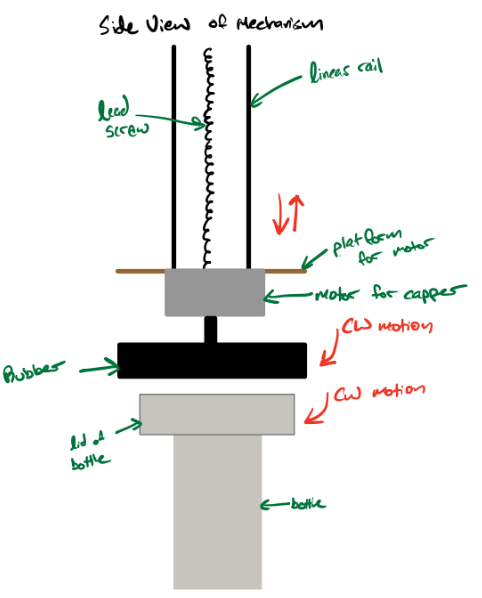 Side View of Mechanism
linear rail
lead
screw
platform
for motor
motor for capper
CW motion
Rubber
CW motion
lid of
bottle
bottle